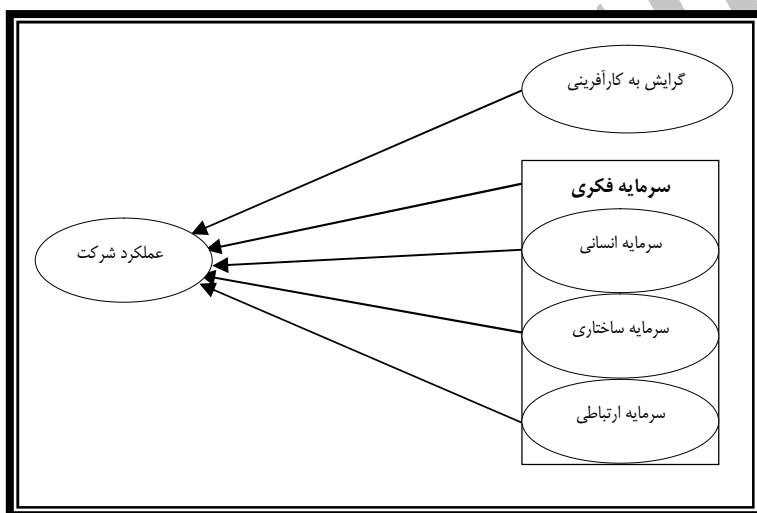 گرایش به کارآفرینی
سرمایه فکری
سرمایه انسانی
عملکرد شرکت
سرمایه ساختاری
سرمایه ارتباطی